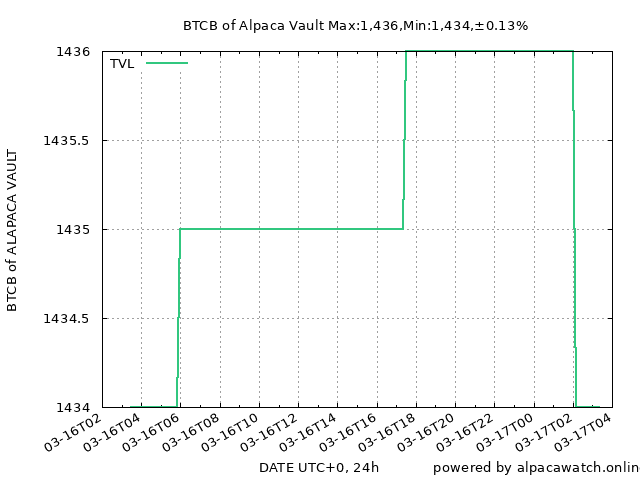 BTCB of Alpaca Vault Max:1,436,Min:1,434,±0.13%
TVL
1436
1435.5
1435
1434.5
1434
BTCB of ALAPACA VAULT
03-16T02
03-16T04
03-16T06
03-16T08
03-16T10
03-16T12
03-16T14
03-16T16
03-16T18
03-16T20
03-16T22
03-17T00
03-17T02
03-17T04
DATE UTC+0, 24h
powered by alpacawatch.onlin